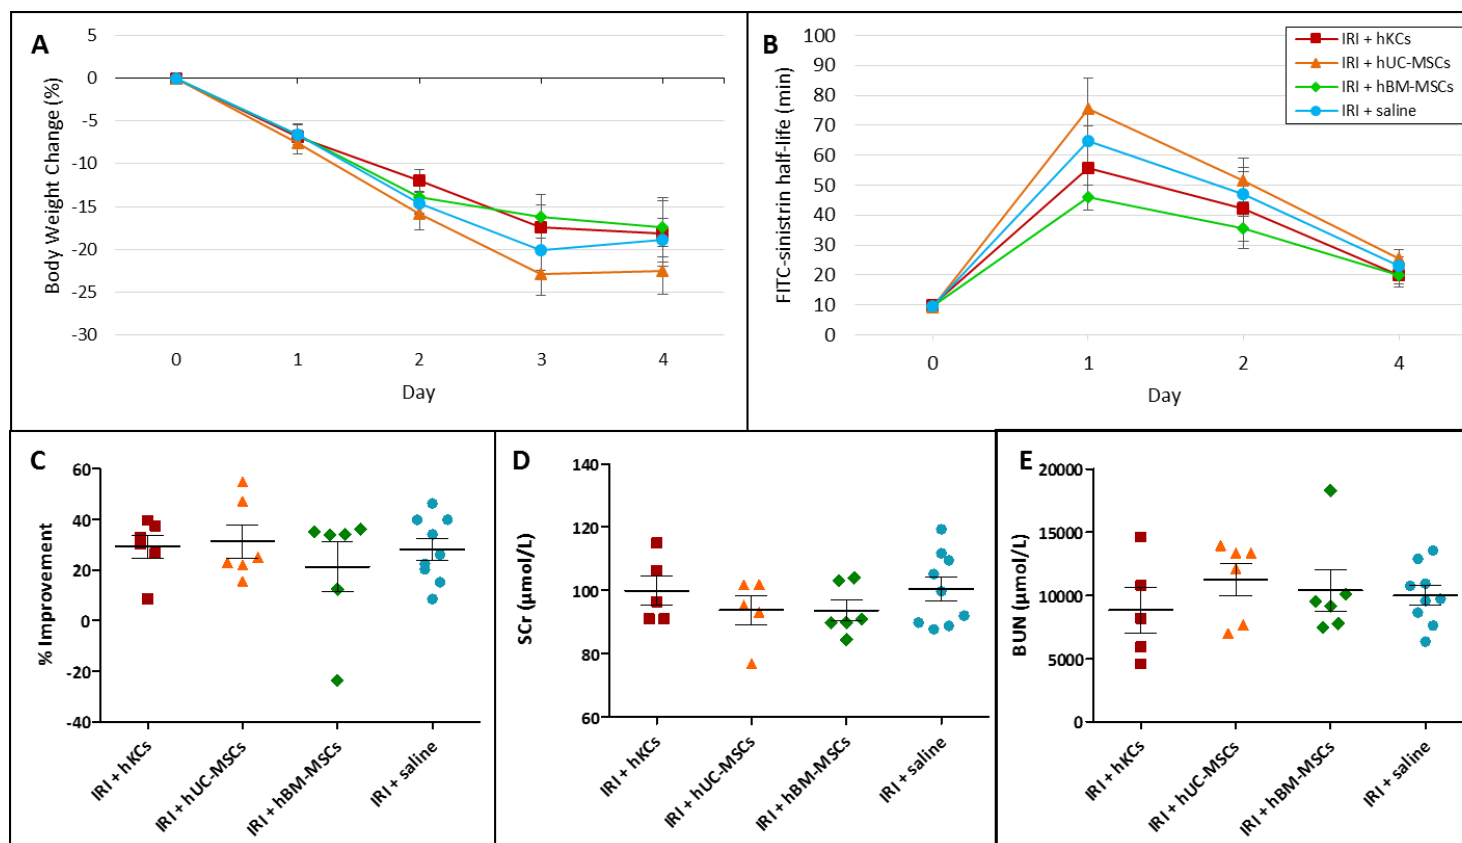 A
Body Weight Change (%)
5
0
-5
-10
-15
-20
-25
-30
0 1 2 3 4
Day
B
FITC-sinistrin half-life (min)
100
90
80
70
60
50
40
30
20
10
0
0 1 2 4
Day
IRI + hKCs
IRI + hUC-MSCs
IRI + hBM-MSCs
IRI + saline
C
% Improvement
60
40
20
0
-20
-40
IRI + hKCs
IRI + hUC-MSCs
IRI + hBM-MSCs
IRI + saline
D
SCr (μmol/L)
140
120
100
80
60
IRI + hKCs
IRI + hUC-MSCs
IRI + hBM-MSCs
IRI + saline
E
BUN (μmol/L)
20000
15000
10000
5000
0
IRI + hKCs
IRI + hUC-MSCs
IRI + hBM-MSCs
IRI + saline